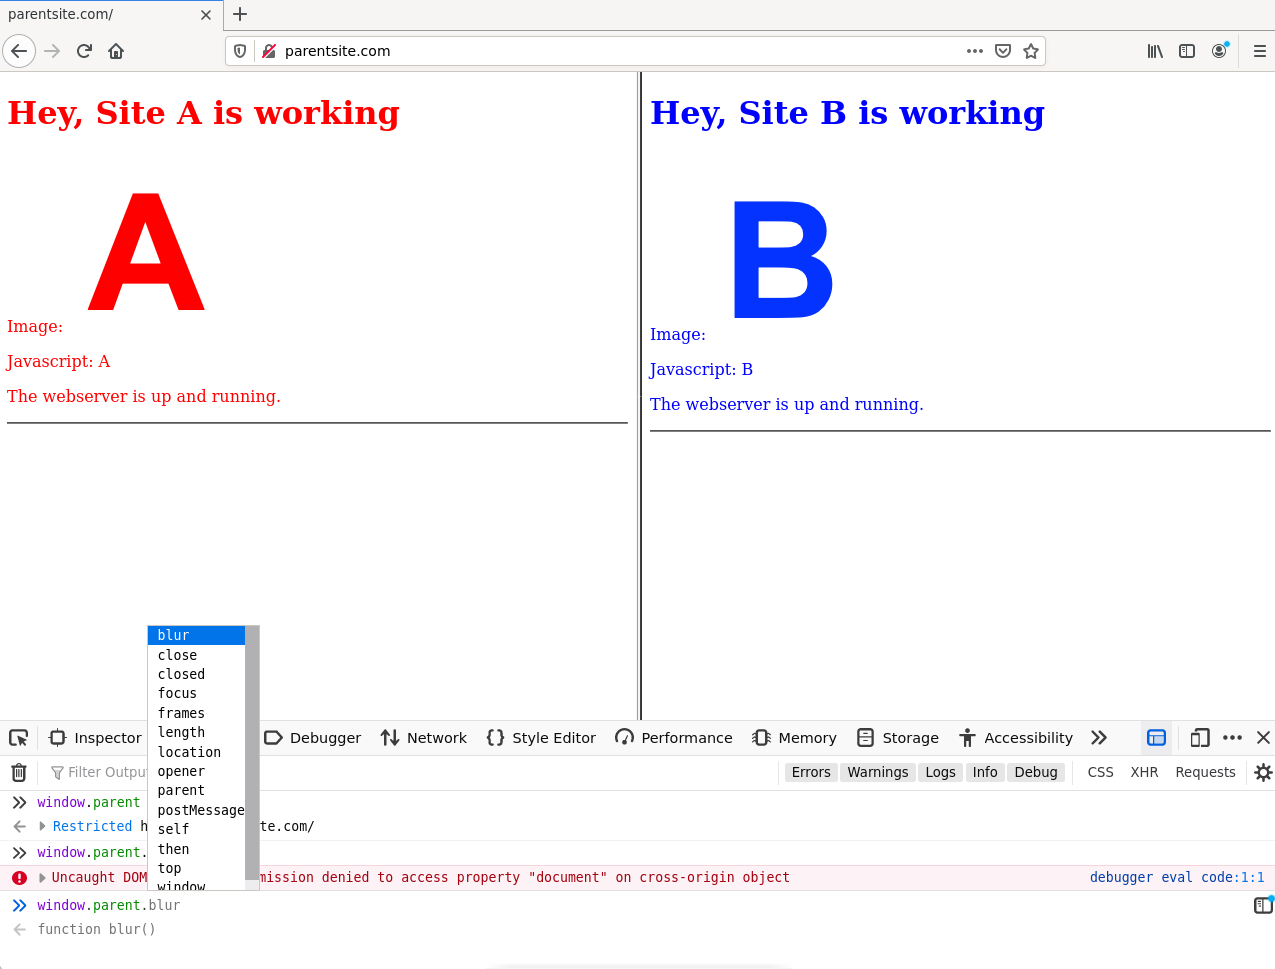 parentsite.com/
parentsite.com
Hey, Site A is working
A
Image:
Javascript: A
The webserver is up and running.
Hey, Site B is working
B
Image:
Javascript: B
The webserver is up and running.
blur
close
closed
focus
frames
length
location
opener
parent
postMessage
self
then
top
window
Inspector Debugger Network Style Editor Performance Memory Storage Accessibility
Filter Outpu Errors Warnings Logs Info Debug CSS XHR Requests
window.parent
Restricted h te.com/
window.parent.
Uncaught DOM mission denied to access property "document" on cross-origin object debugger eval code:1:1
window.parent.blur
function blur()